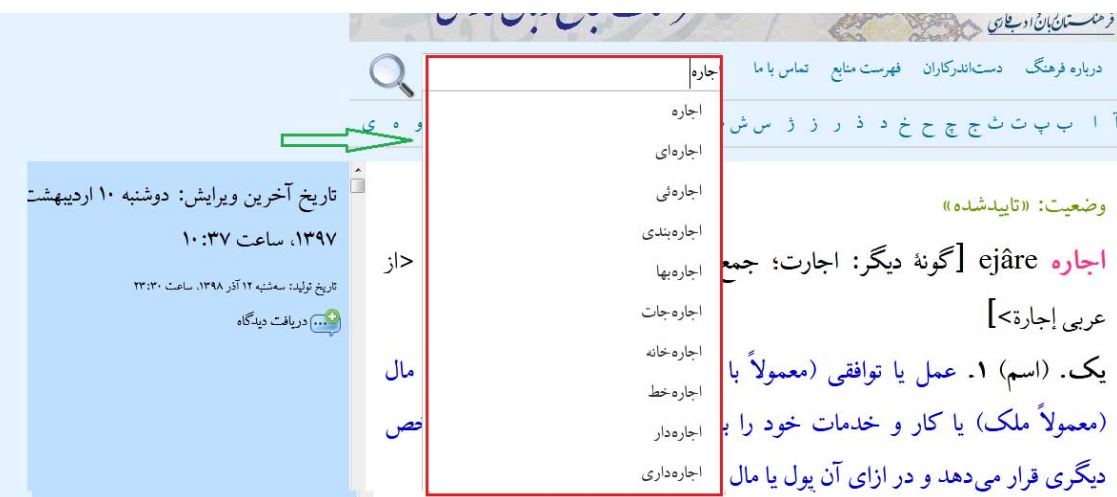 فرهنگستان زبان و ادب فارسی
درباره فرهنگ دست‌اندرکاران فهرست منابع تماس با ما
اجاره
آ ا ب پ ت ث ج چ ح خ د ذ ر ز ژ س ش
و ه ی
اجاره
اجاره‌ای
اجاره‌ئی
اجاره‌بندی
اجاره‌بها
اجاره‌جات
اجاره‌خانه
اجاره‌خط
اجاره‌دار
اجاره‌داری
وضعیت: «تاییدشده»
اجاره ejâre [گونۀ دیگر: اجارت؛ جمع <از
عربی إجارة>]
یک. (اسم) ۱. عمل یا توافقی (معمولاً با مال
(معمولاً ملک) یا کار و خدمات خود را
دیگری قرار می‌دهد و در ازای آن پول یا مال
تاریخ آخرین ویرایش: دوشنبه ۱۰ اردیبهشت
۱۳۹۷، ساعت ۱۰:۳۷
تاریخ تولید: سه‌شنبه ۱۲ آذر ۱۳۹۸، ساعت ۲۳:۳۰
دریافت دیدگاه